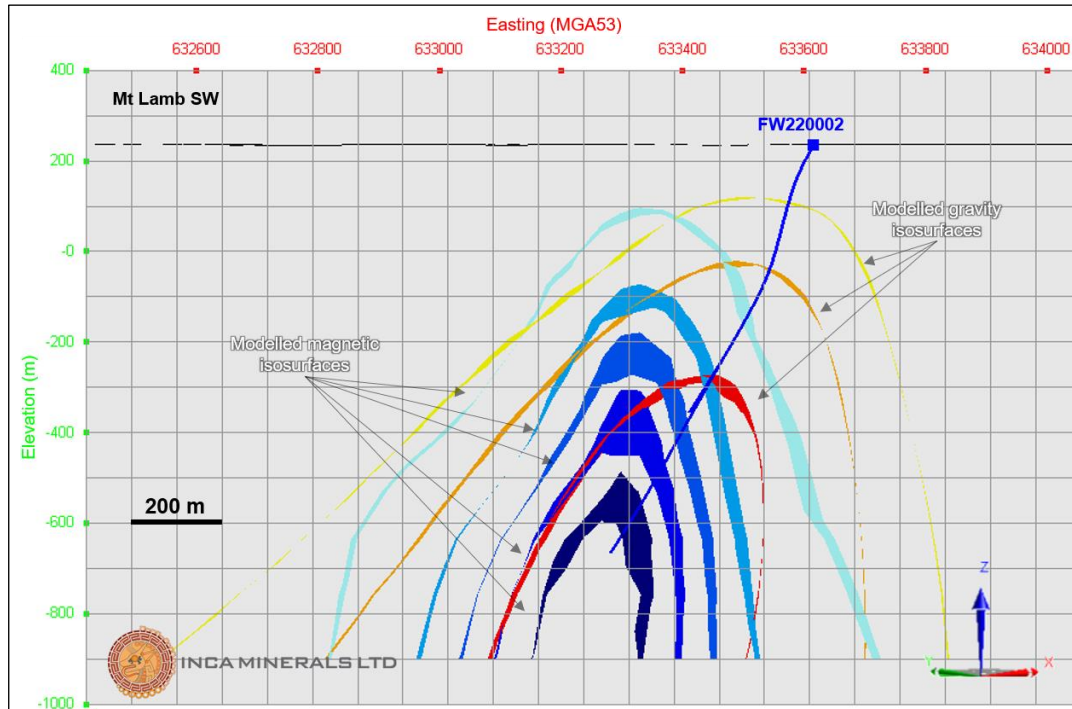 Easting (MGA53)
632600 632800 633000 633200 633400 633600 633800 634000
400
Mt Lamb SW
FW220002
200
Modelled gravity
isosurfaces
-0
-200
Modelled magnetic
isosurfaces
Elevation (m)
-400
200 m
-600
Z
-800
INCA MINERALS LTD
Y
X
-1000